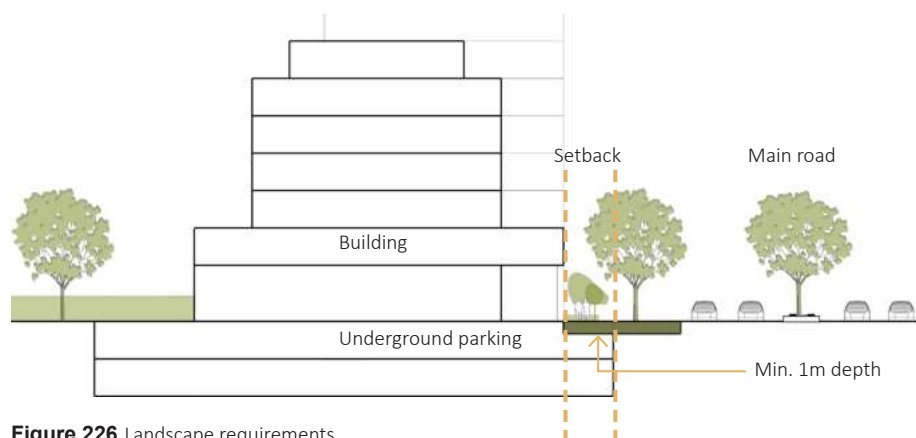 Setback
Main road
Building
Underground parking
Min. 1m depth
Figure 226 Landscape requirements